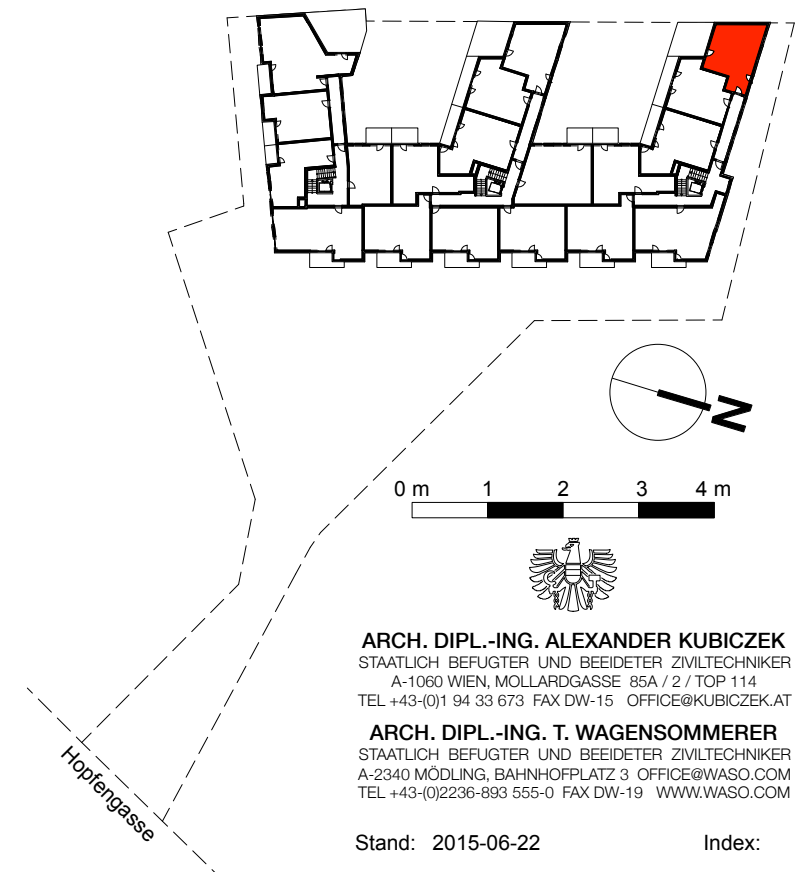 N
0 m 1 2 3 4 m
ARCH. DIPL.-ING. ALEXANDER KUBICZEK
STAATLICH BEFUGTER UND BEEIDETER ZIVILTECHNIKER
A-1060 WIEN, MOLLARDGASSE 85A / 2 / TOP 114
TEL +43-(0)1 94 33 673 FAX DW-15 OFFICE@KUBICZEK.AT
ARCH. DIPL.-ING. T. WAGENSOMMERER
STAATLICH BEFUGTER UND BEEIDETER ZIVILTECHNIKER
A-2340 MÖDLING, BAHNHOFPLATZ 3 OFFICE@WASO.COM
TEL +43-(0)2236-893 555-0 FAX DW-19 WWW.WASO.COM
Hopfengasse
Stand: 2015-06-22 Index: